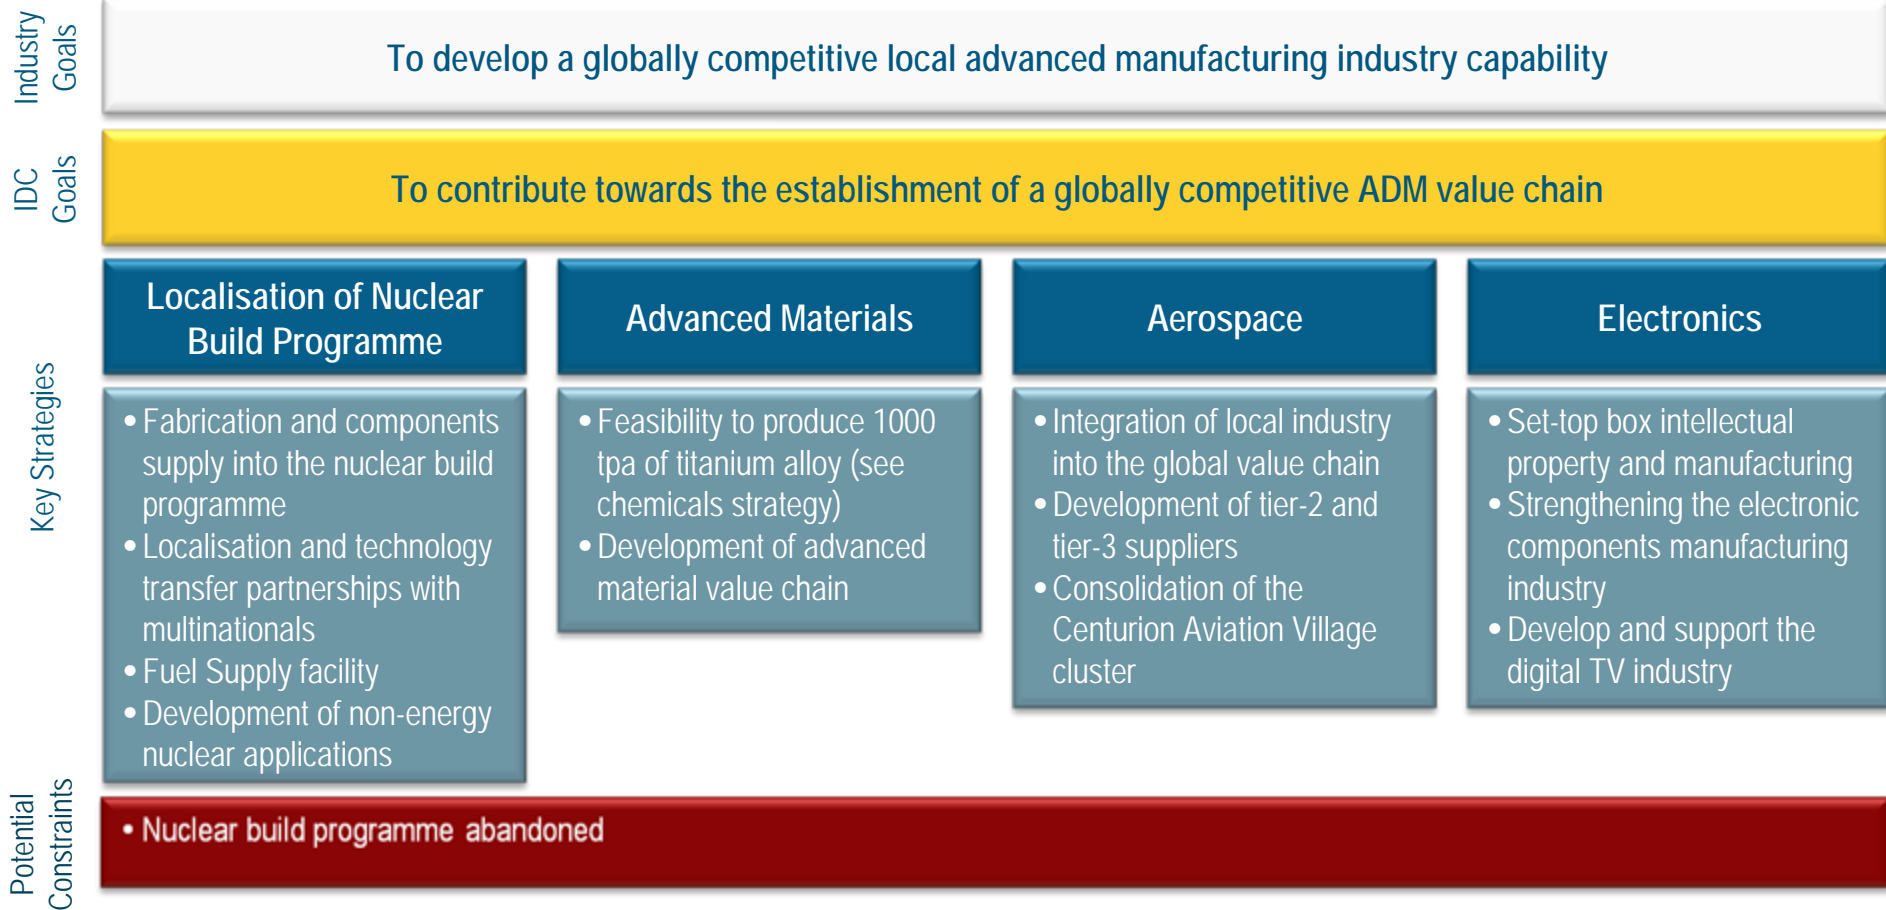 Industry
Goals
To develop a globally competitive local advanced manufacturing industry capability
IDC
Goals
To contribute towards the establishment of a globally competitive ADM value chain
Key Strategies
Localisation of Nuclear
Build Programme
• Fabrication and components
supply into the nuclear build
programme
• Localisation and technology
transfer partnerships with
multinationals
• Fuel Supply facility
• Development of non-energy
nuclear applications
Advanced Materials
• Feasibility to produce 1000
tpa of titanium alloy (see
chemicals strategy)
• Development of advanced
material value chain
Aerospace
• Integration of local industry
into the global value chain
• Development of tier-2 and
tier-3 suppliers
• Consolidation of the
Centurion Aviation Village
cluster
Electronics
• Set-top box intellectual
property and manufacturing
• Strengthening the electronic
components manufacturing
industry
• Develop and support the
digital TV industry
Potential
Constraints
• Nuclear build programme abandoned